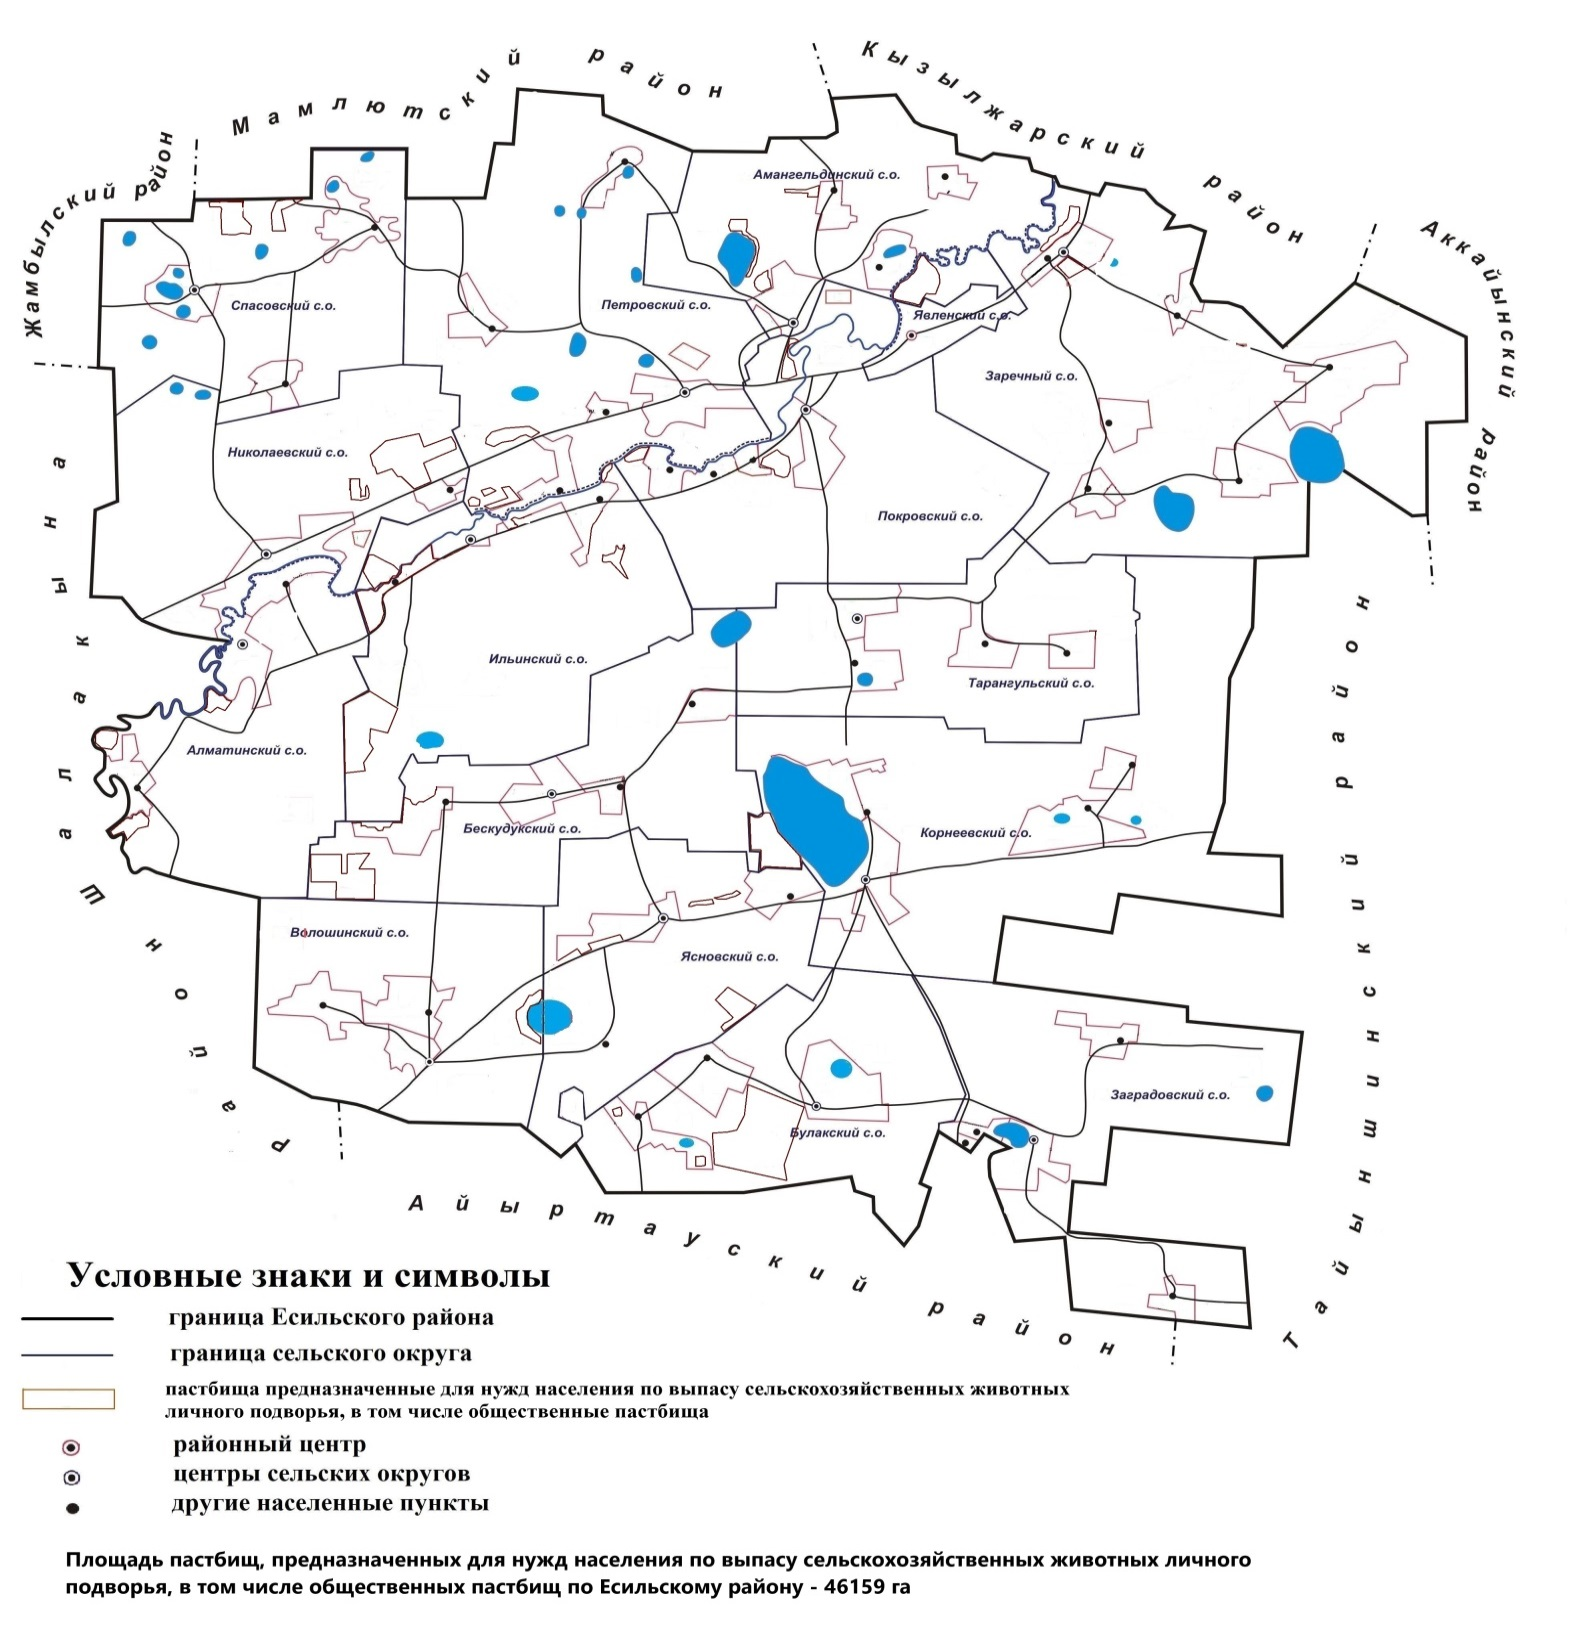 Мамлютский район
Кызылжарский район
Жамбылский район
Аккайынский район
Амангельдинский с.о.
Спасовский с.о.
Петровский с.о.
Явленский с.о.
Заречный с.о.
Николаевский с.о.
Покровский с.о.
Ильинский с.о.
Тарангульский с.о.
Алматинский с.о.
Бескудукский с.о.
Корнеевский с.о.
Волошинский с.о.
Ясновский с.о.
Заградовский с.о.
Булакский с.о.
Шал акына
район
Тайыншинский район
Айыртауский район
Условные знаки и символы
граница Есильского района
граница сельского округа
пастбища предназначенные для нужд населения по выпасу сельскохозяйственных животных
личного подворья, в том числе общественные пастбища
районный центр
центры сельских округов
другие населенные пункты
Площадь пастбищ, предназначенных для нужд населения по выпасу сельскохозяйственных животных личного
подворья, в том числе общественных пастбищ по Есильскому району - 46159 га